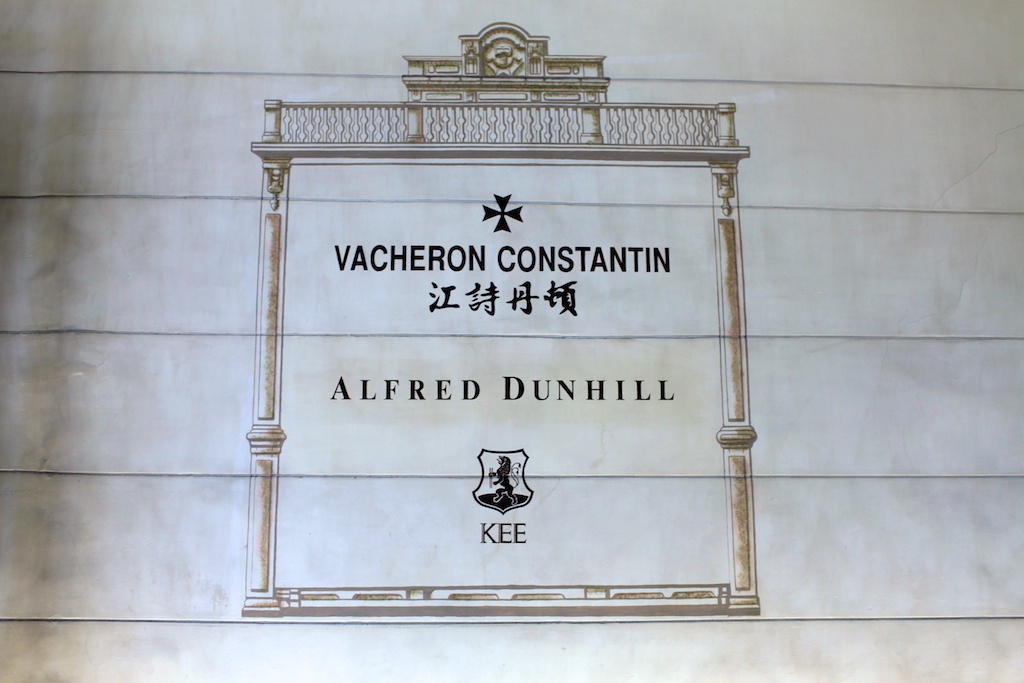 VACHERON CONSTANTIN
江詩丹頓
ALFRED DUNHILL
KEE